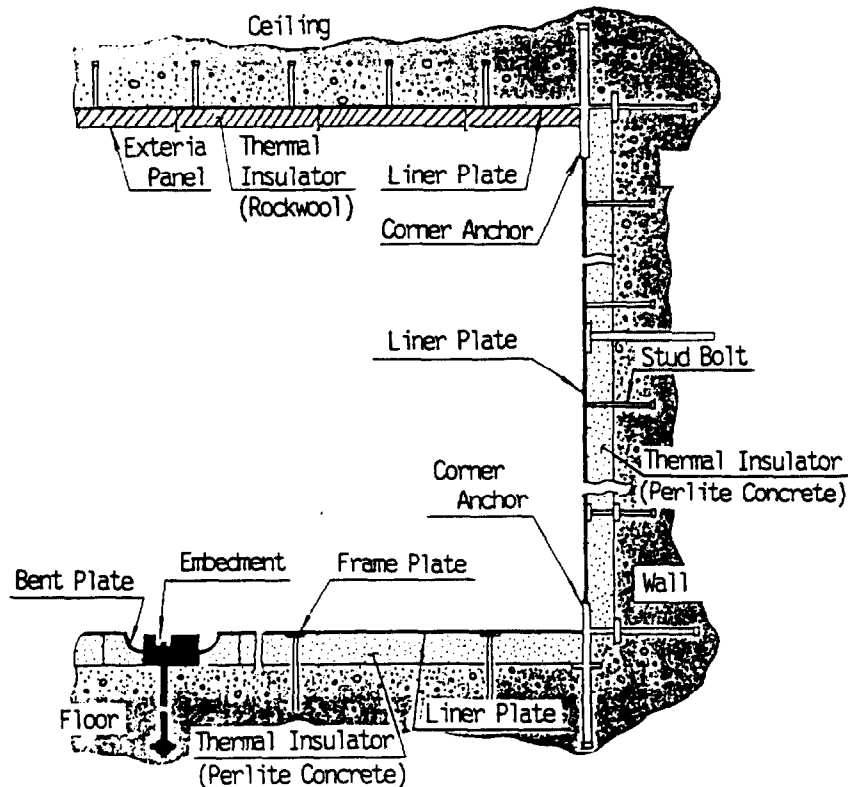 Ceiling
Exteria
Panel
Thermal
Insulator
(Rockwool)
Liner Plate
Corner Anchor
Liner Plate
Stud Bolt
Thermal Insulator
(Perlite Concrete)
Corner
Anchor
Embedment
Frame Plate
Bent Plate
Wall
Floor
Liner Plate
Thermal Insulator
(Perlite Concrete)